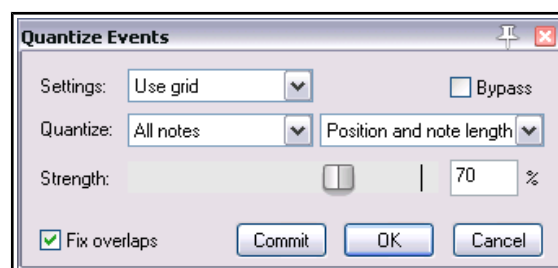 Quantize Events
Settings: Use grid Bypass
Quantize: All notes Position and note length
Strength: 70 %
Fix overlaps Commit OK Cancel